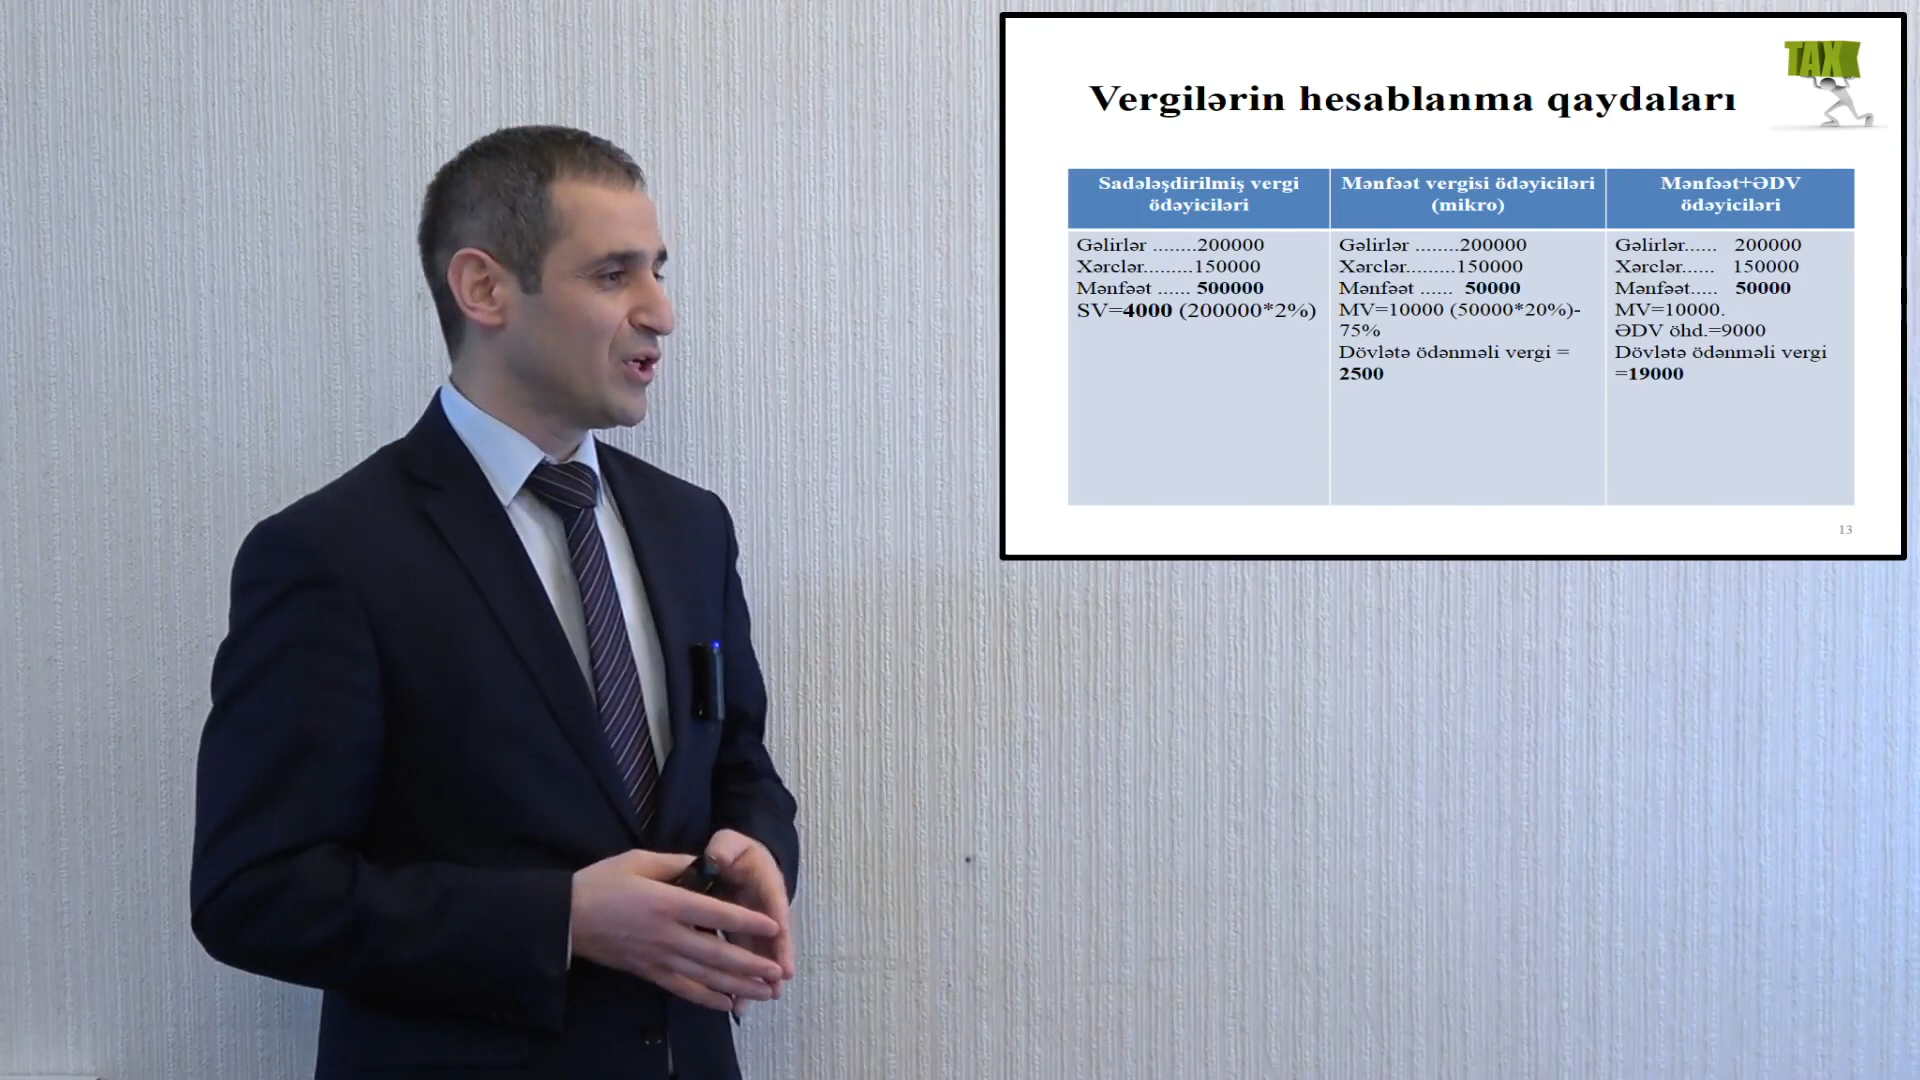 TAX
Vergilərin hesablanma qaydaları
Sadələşdirilmiş vergi
ödəyiciləri
Gəlirlər ........200000
Xərclər.........150000
Mənfəət ...... 500000
SV=4000 (200000*2%)
Mənfəət vergisi ödəyiciləri
(mikro)
Gəlirlər ........200000
Xərclər.........150000
Mənfəət ...... 50000
MV=10000 (50000*20%)-
75%
Dövlətə ödənməli vergi =
2500
Mənfəət+ƏDV
ödəyiciləri
Gəlirlər...... 200000
Xərclər...... 150000
Mənfəət..... 50000
MV=10000.
ƏDV öhd.=9000
Dövlətə ödənməli vergi
=19000
13